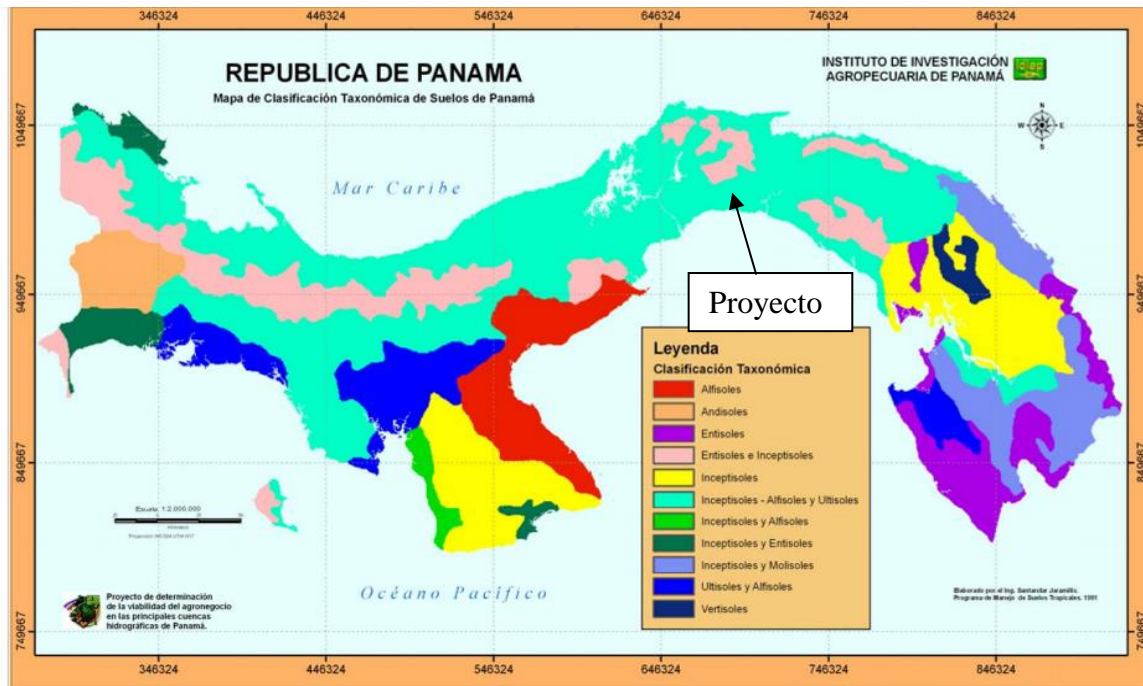 346324 446324 546324 646324 746324 846324
REPUBLICA DE PANAMA
Mapa de Clasificación Taxonómica de Suelos de Panamá
INSTITUTO DE INVESTIGACIÓN
AGROPECUARIA DE PANAMÁ
idiap
N
W E
S
1049667 1049667
Mar Caribe
949667 949667
Proyecto
Leyenda
Clasificación Taxonómica
Alfisoles
Andisoles
Entisoles
Entisoles e Inceptisoles
Inceptisoles
Inceptisoles - Alfisoles y Ultisoles
Inceptisoles y Alfisoles
Inceptisoles y Entisoles
Inceptisoles y Molisoles
Ultisoles y Alfisoles
Vertisoles
849667 849667
Escala 1:2,000,000
Océano Pacífico
Proyecto de determinación
de la viabilidad del agronegocio
en las principales cuencas
hidrográficas de Panamá.
Elaborado por el Ing. Santander Jaramillo.
Programa de Manejo de Suelos Tropicales. 1991
749667 749667
346324 446324 546324 646324 746324 846324